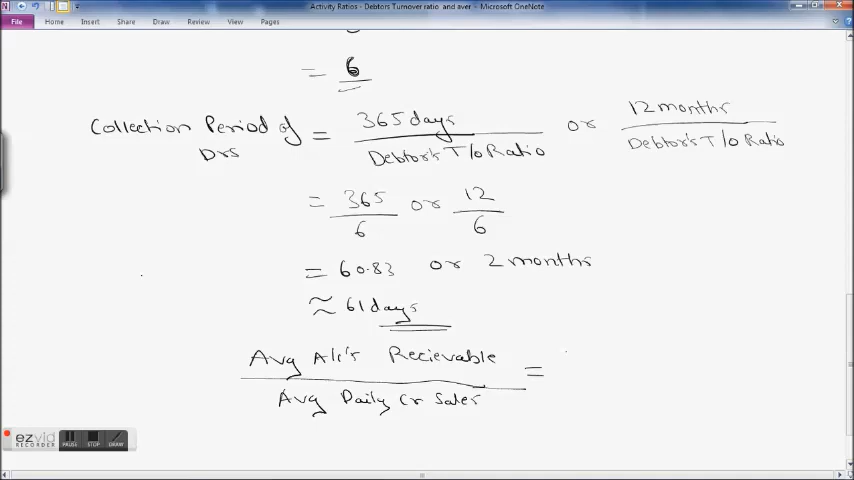 Activity Ratios - Debtors Turnover ratio and aver – Microsoft OneNote
File Home Insert Share Draw Review View Pages
= 6
Collection Period of Drs = 365 days / Debtor's T/o Ratio or 12 months / Debtor's T/o Ratio
= 365 / 6 or 12 / 6
= 60.83 or 2 months
≈ 61 days
Avg A/c's Recievable / Avg Daily Cr Sales =
ezvid
RECORDER
PAUSE STOP DRAW